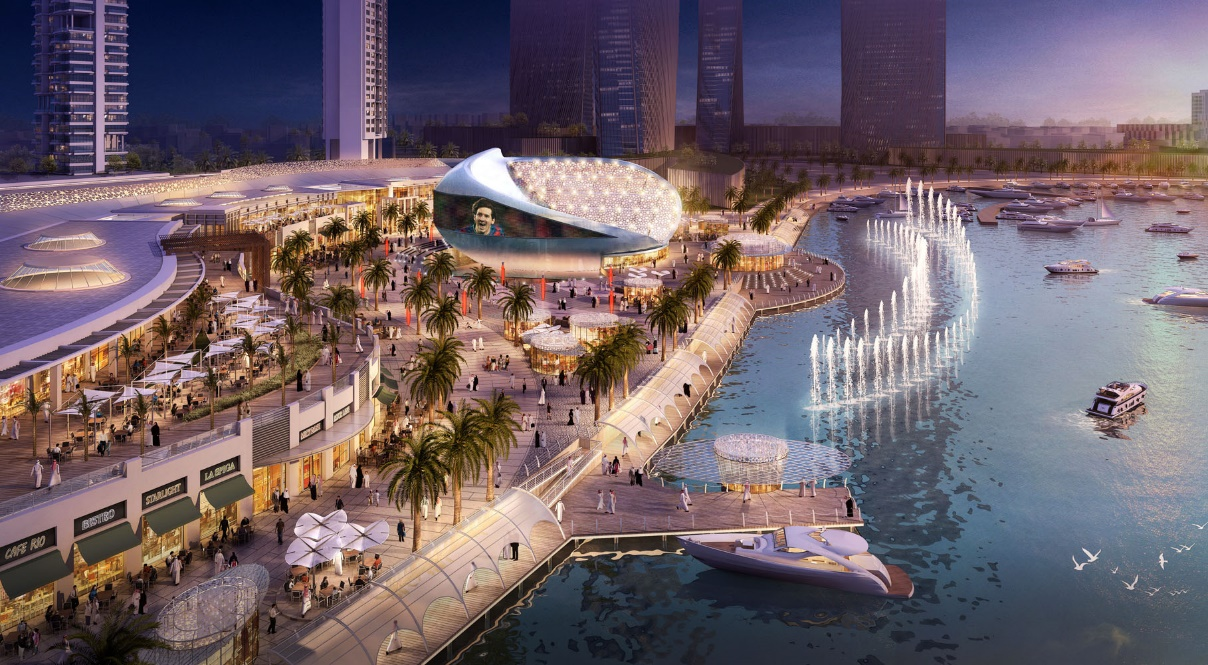 CAFE RIO
BISTRO
STARLIGHT
LA SPIGA